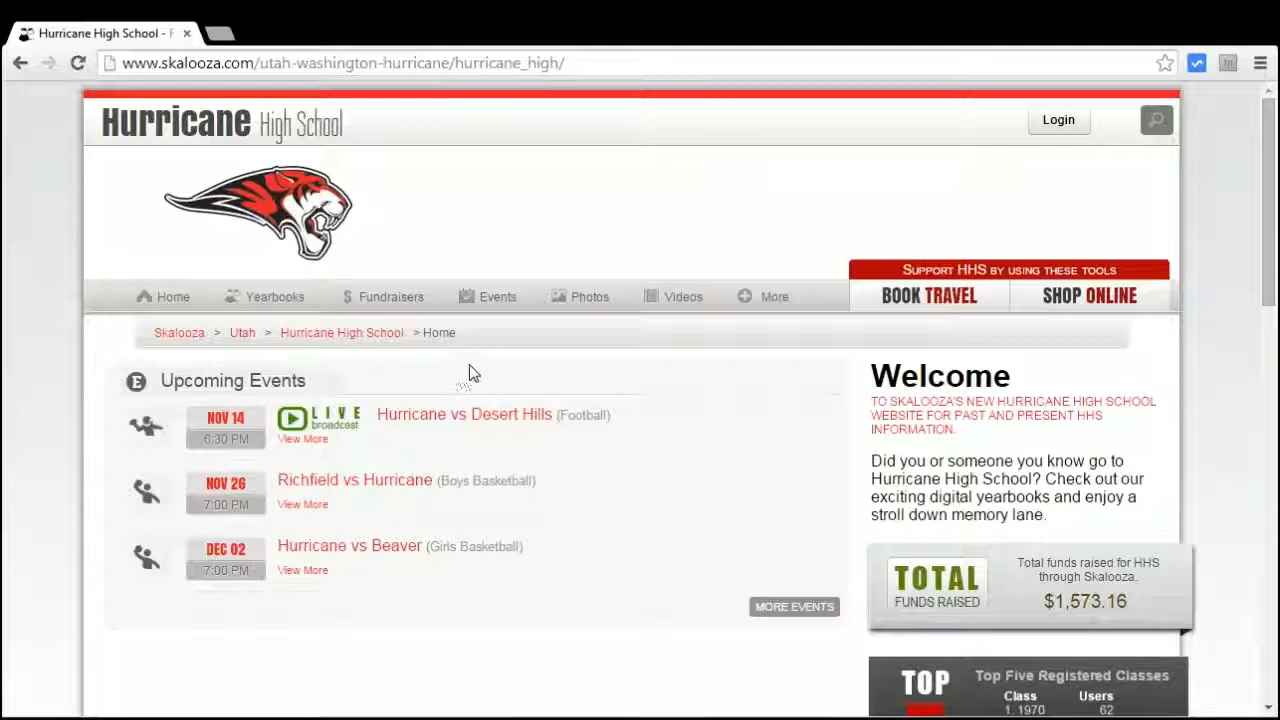 Hurricane High School - F
www.skalooza.com/utah-washington-hurricane/hurricane_high/
Hurricane High School
Login
SUPPORT HHS BY USING THESE TOOLS
Home
Yearbooks
Fundraisers
Events
Photos
Videos
More
BOOK TRAVEL
SHOP ONLINE
Skalooza > Utah > Hurricane High School > Home
E Upcoming Events
NOV 14
6:30 PM
LIVE
broadcast
Hurricane vs Desert Hills (Football)
View More
NOV 26
7:00 PM
Richfield vs Hurricane (Boys Basketball)
View More
DEC 02
7:00 PM
Hurricane vs Beaver (Girls Basketball)
View More
MORE EVENTS
Welcome
TO SKALOOZA'S NEW HURRICANE HIGH SCHOOL
WEBSITE FOR PAST AND PRESENT HHS
INFORMATION.
Did you or someone you know go to
Hurricane High School? Check out our
exciting digital yearbooks and enjoy a
stroll down memory lane.
TOTAL
FUNDS RAISED
Total funds raised for HHS
through Skalooza.
$1,573.16
TOP
Top Five Registered Classes
Class Users
1. 1970 62